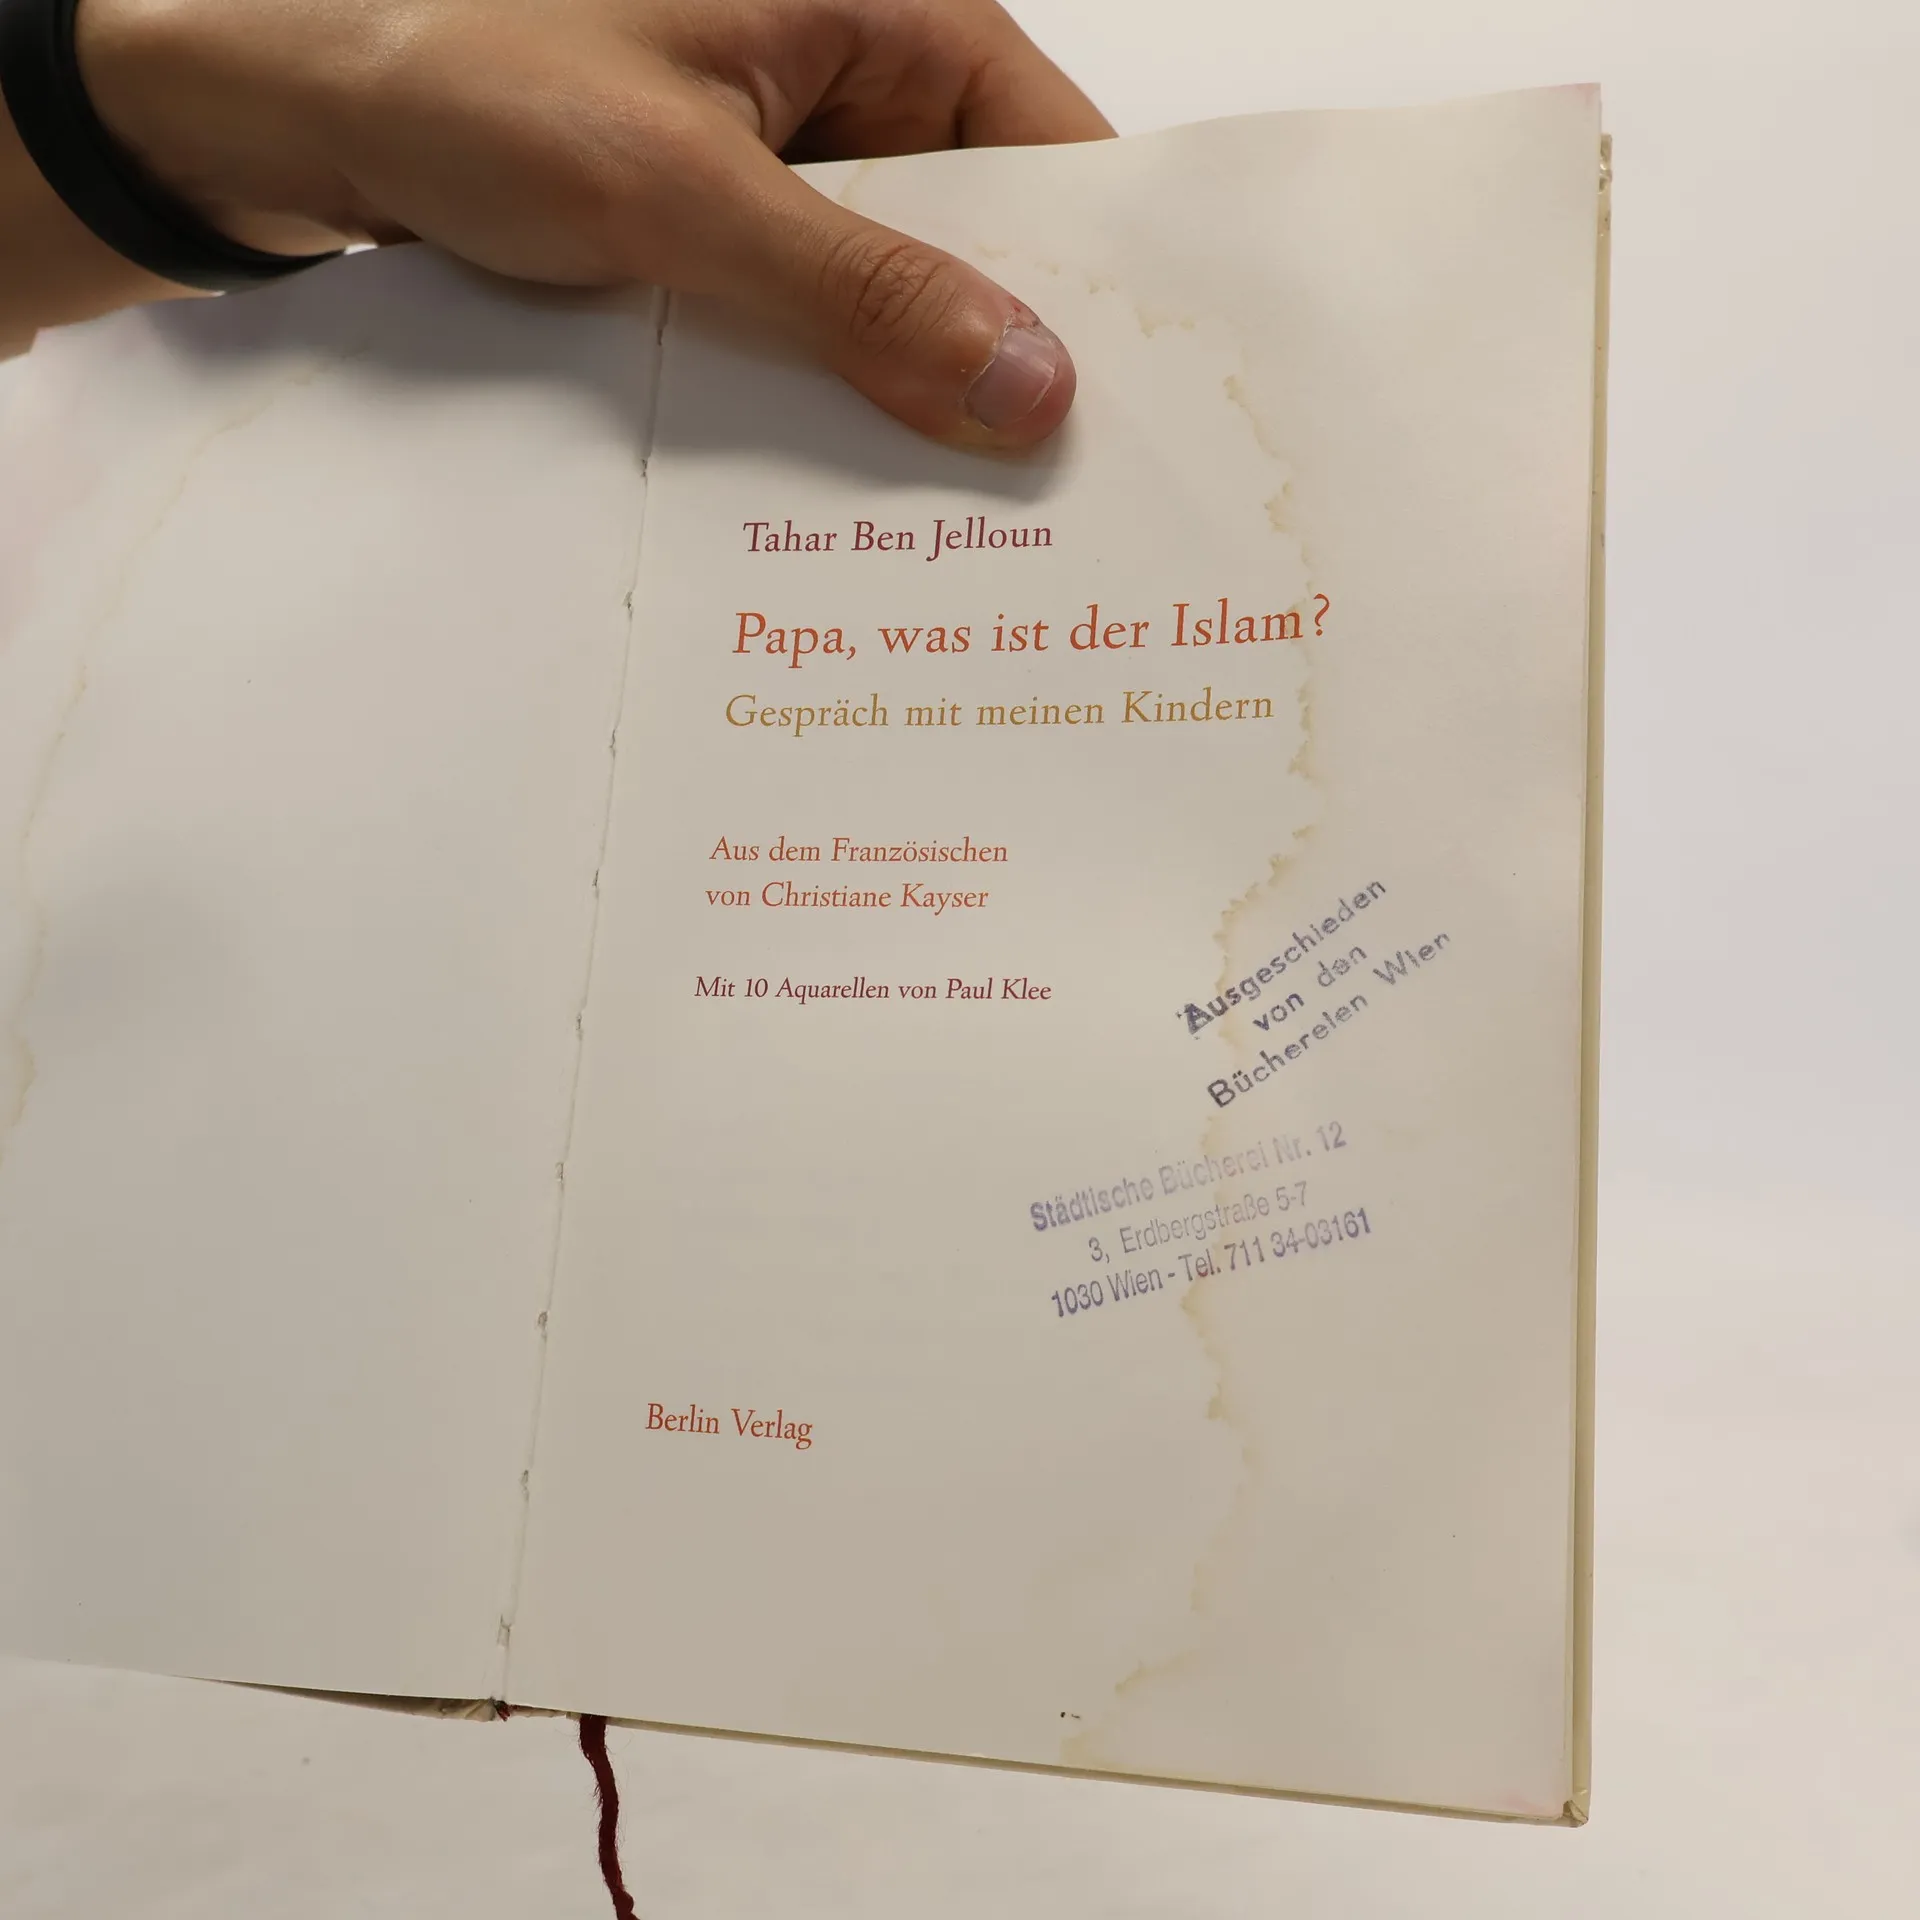 Tahar Ben Jelloun
Papa, was ist der Islam?
Gespräch mit meinen Kindern
Aus dem Französischen
von Christiane Kayser
Mit 10 Aquarellen von Paul Klee
Ausgeschieden
von den
Büchereien Wien
Städtische Bücherei Nr. 12
3, Erdbergstraße 5-7
1030 Wien - Tel. 711 34-03161
Berlin Verlag